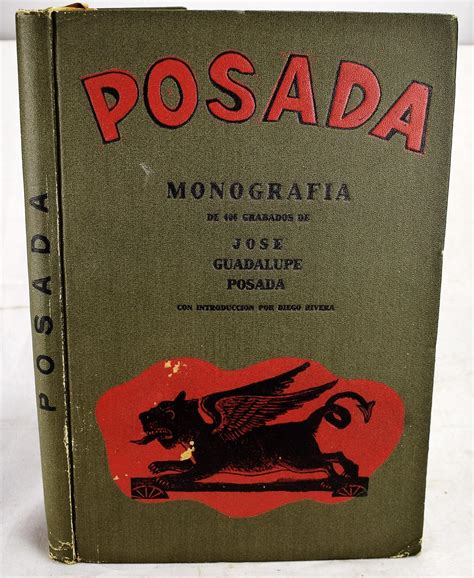 POSADA
MONOGRAFIA
DE 406 GRABADOS DE
JOSE
GUADALUPE
POSADA
CON INTRODUCCION POR DIEGO RIVERA
POSADA